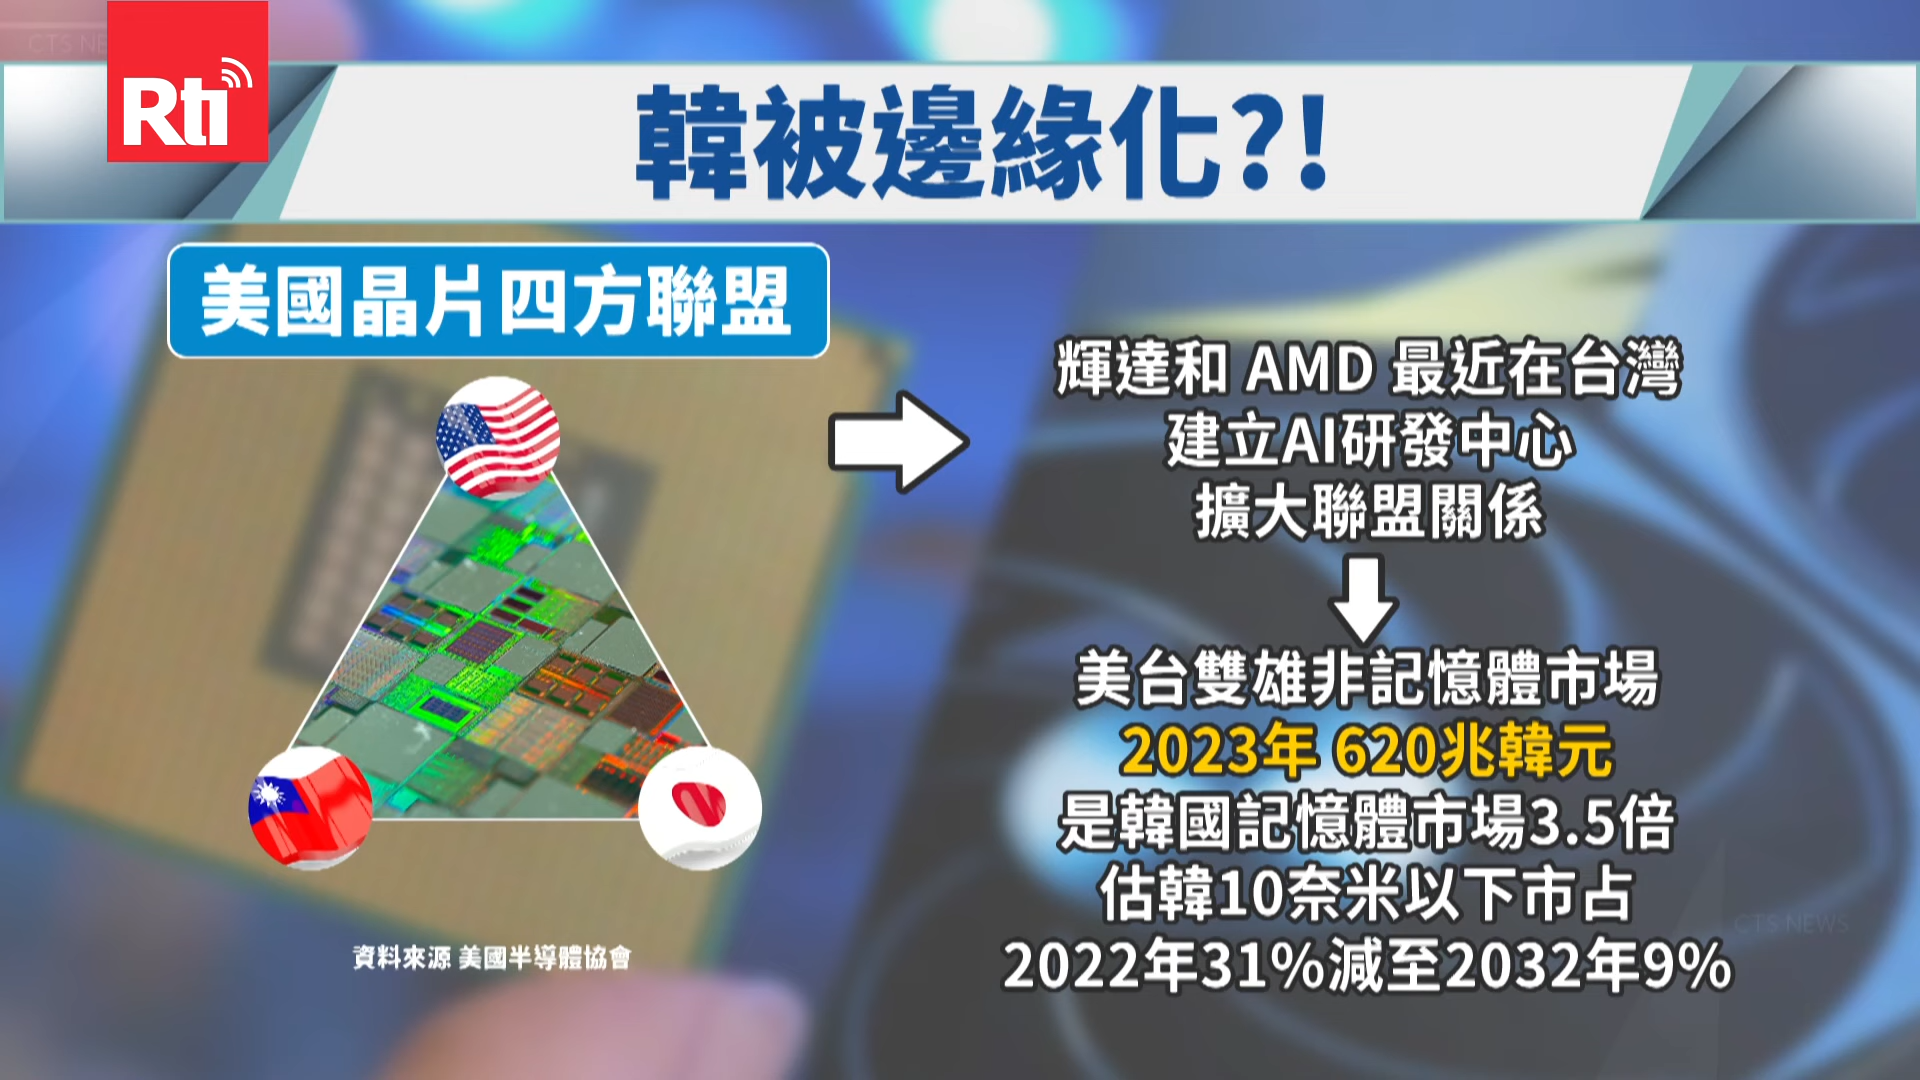 CTS NE
Rti
韓被邊緣化?!
美國晶片四方聯盟
輝達和 AMD 最近在台灣
建立AI研發中心
擴大聯盟關係
美台雙雄非記憶體市場
2023年 620兆韓元
是韓國記憶體市場3.5倍
估韓10奈米以下市占
2022年31%減至2032年9%
資料來源 美國半導體協會
CTS NEWS